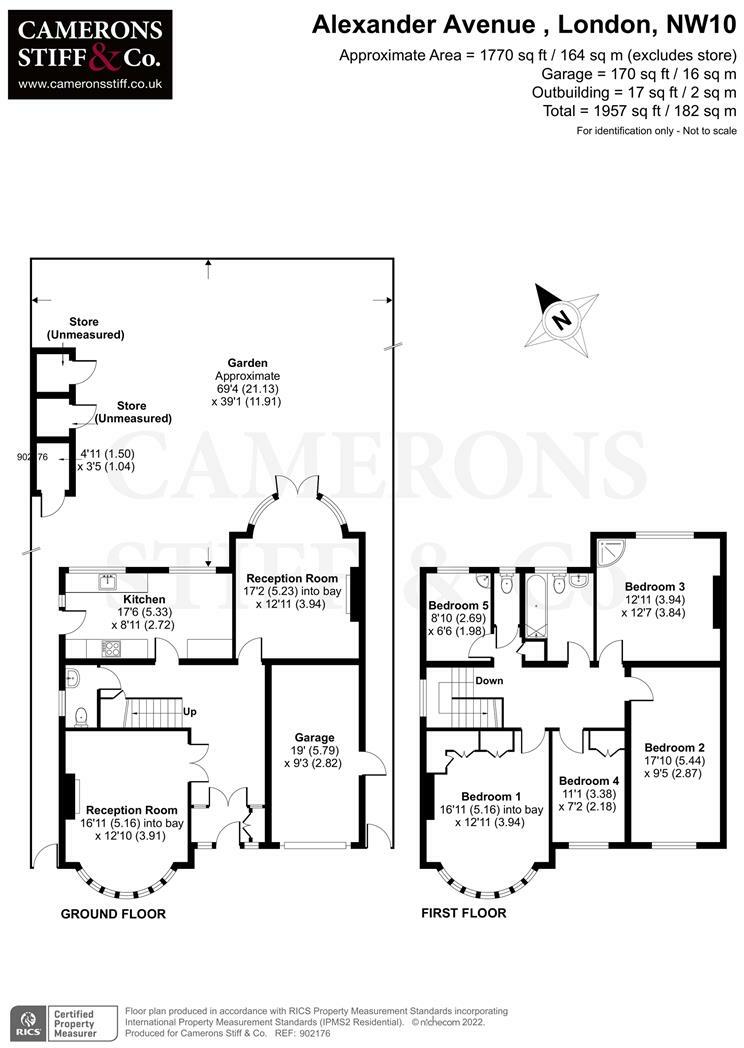 CAMERONS
STIFF & Co.
www.cameronsstiff.co.uk
Alexander Avenue , London, NW10
Approximate Area = 1770 sq ft / 164 sq m (excludes store)
Garage = 170 sq ft / 16 sq m
Outbuilding = 17 sq ft / 2 sq m
Total = 1957 sq ft / 182 sq m
For identification only - Not to scale
N
Store
(Unmeasured)
Garden
Approximate
69'4 (21.13)
x 39'1 (11.91)
Store
(Unmeasured)
902176
4'11 (1.50)
x 3'5 (1.04)
CAMERONS
STIFF & Co
Kitchen
17'6 (5.33)
x 8'11 (2.72)
Reception Room
17'2 (5.23) into bay
x 12'11 (3.94)
Up
Garage
19' (5.79)
x 9'3 (2.82)
Reception Room
16'11 (5.16) into bay
x 12'10 (3.91)
GROUND FLOOR
Bedroom 5
8'10 (2.69)
x 6'6 (1.98)
Bedroom 3
12'11 (3.94)
x 12'7 (3.84)
Down
Bedroom 2
17'10 (5.44)
x 9'5 (2.87)
Bedroom 1
16'11 (5.16) into bay
x 12'11 (3.94)
Bedroom 4
11'1 (3.38)
x 7'2 (2.18)
FIRST FLOOR
RICS
Certified
Property
Measurer
Floor plan produced in accordance with RICS Property Measurement Standards incorporating
International Property Measurement Standards (IPMS2 Residential). © nichecom 2022.
Produced for Camerons Stiff & Co. REF: 902176